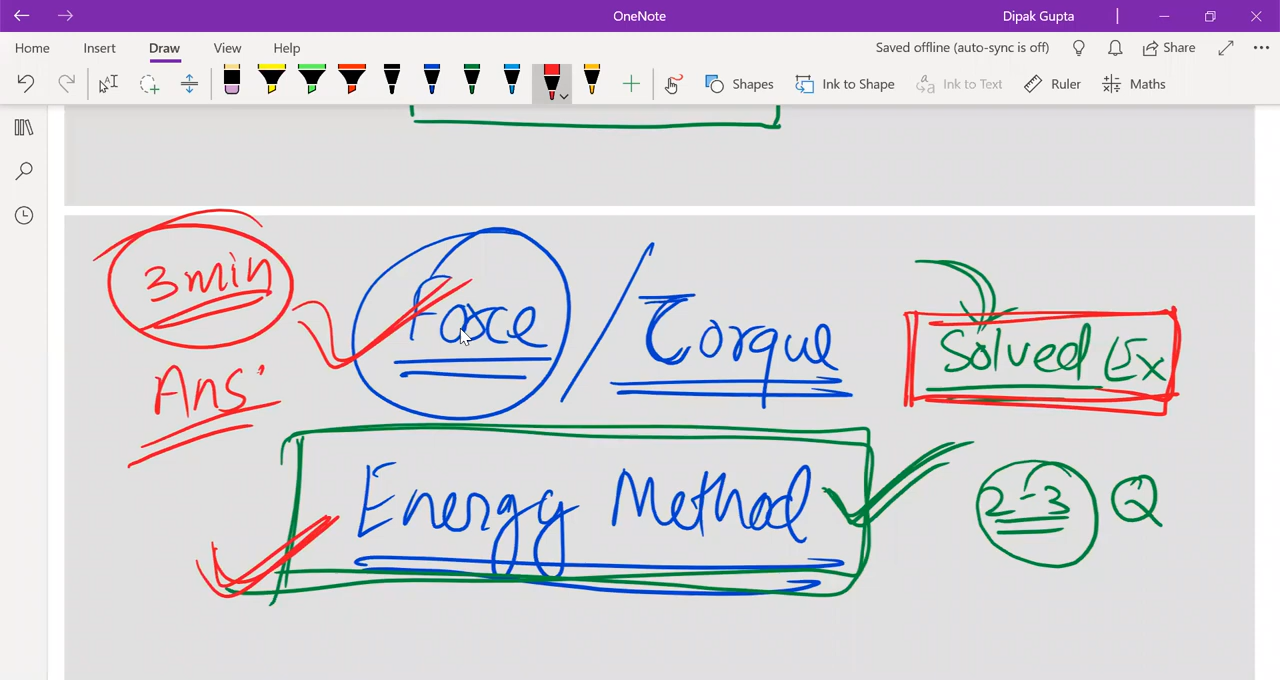 OneNote
Dipak Gupta
Home Insert Draw View Help
Saved offline (auto-sync is off)
Share
Shapes
Ink to Shape
Ink to Text
Ruler
Maths
3min
Force / Torque
Solved Ex
Ans:
Energy Method
2-3 Q